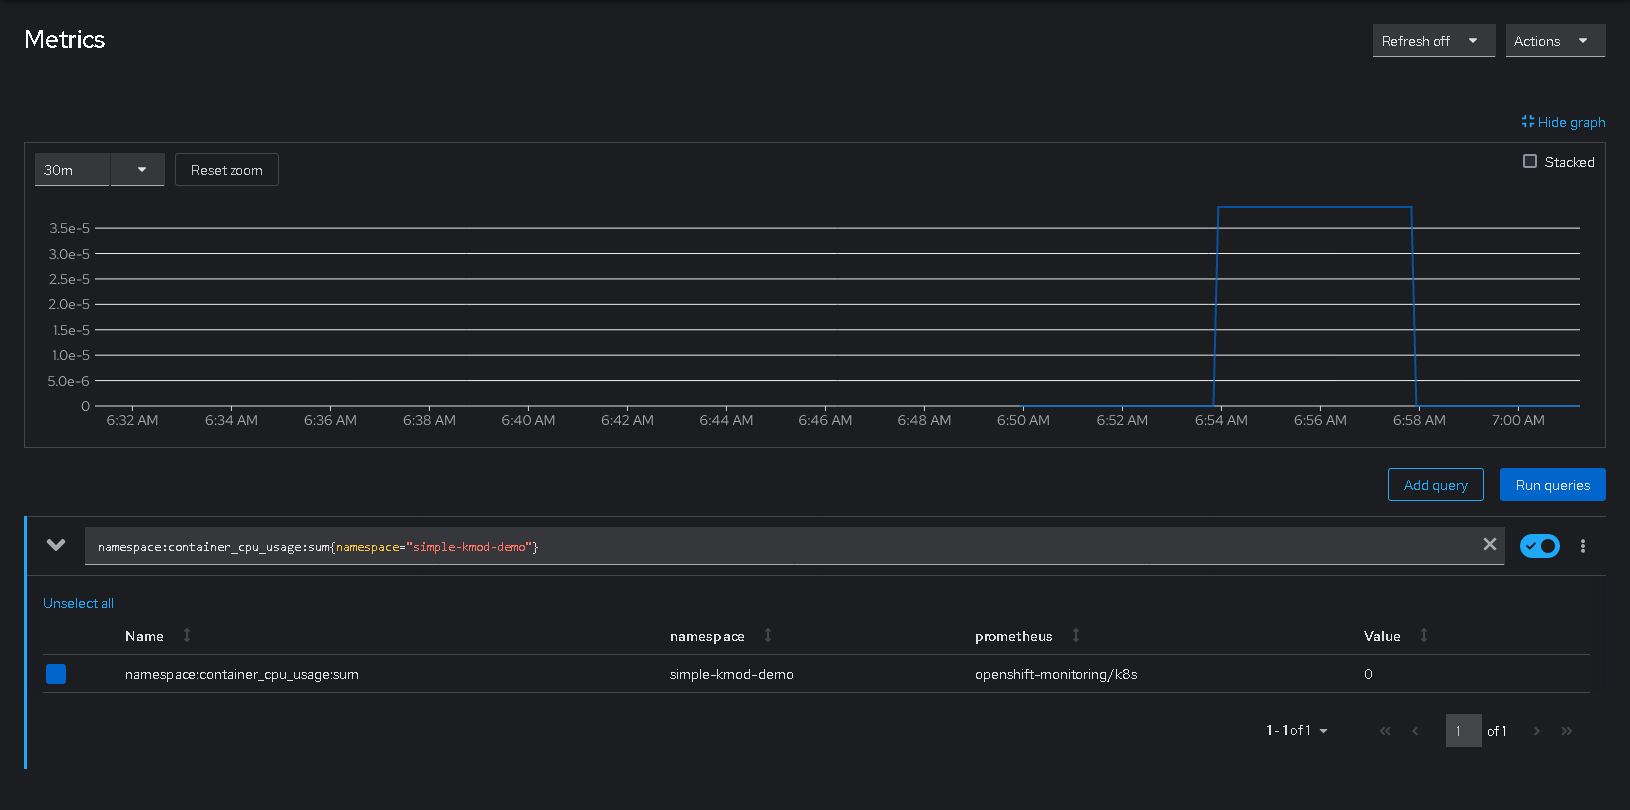 Metrics
Refresh off
Actions
Hide graph
30m
Reset zoom
Stacked
3.5e-5
3.0e-5
2.5e-5
2.0e-5
1.5e-5
1.0e-5
5.0e-6
0
6:32 AM 6:34 AM 6:36 AM 6:38 AM 6:40 AM 6:42 AM 6:44 AM 6:46 AM 6:48 AM 6:50 AM 6:52 AM 6:54 AM 6:56 AM 6:58 AM 7:00 AM
Add query
Run queries
namespace:container_cpu_usage:sum{namespace="simple-kmod-demo"}
Unselect all
Name namespace prometheus Value
namespace:container_cpu_usage:sum simple-kmod-demo openshift-monitoring/k8s 0
1 - 1 of 1
1 of 1